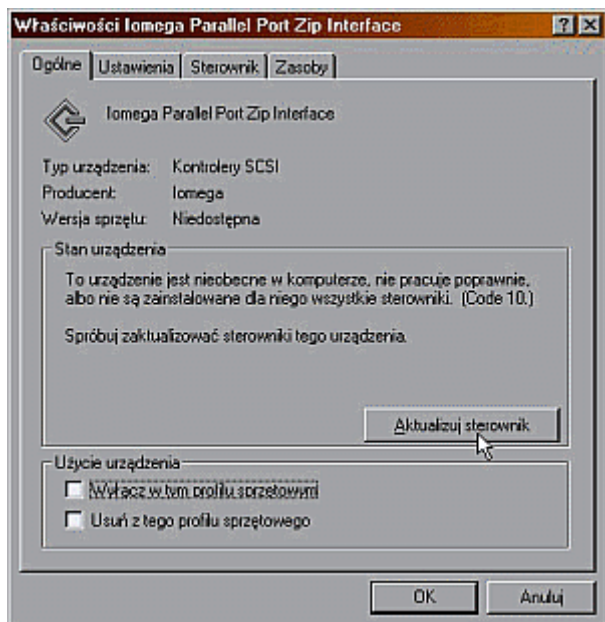 Właściwości Iomega Parallel Port Zip Interface
Ogólne Ustawienia Sterownik Zasoby
Iomega Parallel Port Zip Interface
Typ urządzenia: Kontrolery SCSI
Producent: Iomega
Wersja sprzętu: Niedostępna
Stan urządzenia
To urządzenie jest nieobecne w komputerze, nie pracuje poprawnie,
albo nie są zainstalowane dla niego wszystkie sterowniki. (Code 10.)
Spróbuj zaktualizować sterowniki tego urządzenia.
Aktualizuj sterownik
Użycie urządzenia
Wyłącz w tym profilu sprzętowym
Usuń z tego profilu sprzętowego
OK Anuluj